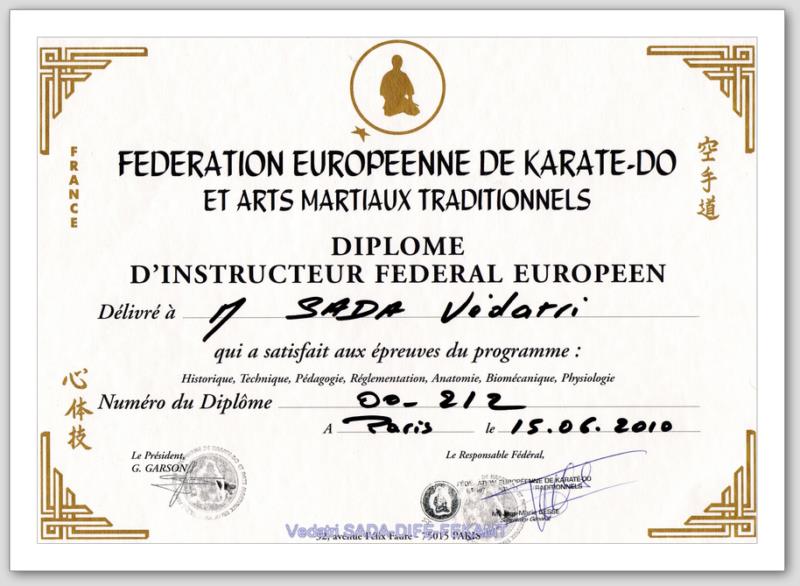 FRANCE
空手道
FEDERATION EUROPEENNE DE KARATE-DO
ET ARTS MARTIAUX TRADITIONNELS
DIPLOME
D'INSTRUCTEUR FEDERAL EUROPEEN
Délivré à M SADA Védatri
qui a satisfait aux épreuves du programme :
Historique, Technique, Pédagogie, Réglementation, Anatomie, Biomécanique, Physiologie
心体技
Numéro du Diplôme 00-212
A Paris le 15.06.2010
Le Président,
G. GARSON
Le Responsable Fédéral,
EUROPEENNE DE KARATE-DO
TRADITIONNELS
Vedatri SADA-DIFE-FEKAMT
32, avenue Félix Faure - 75015 PARIS